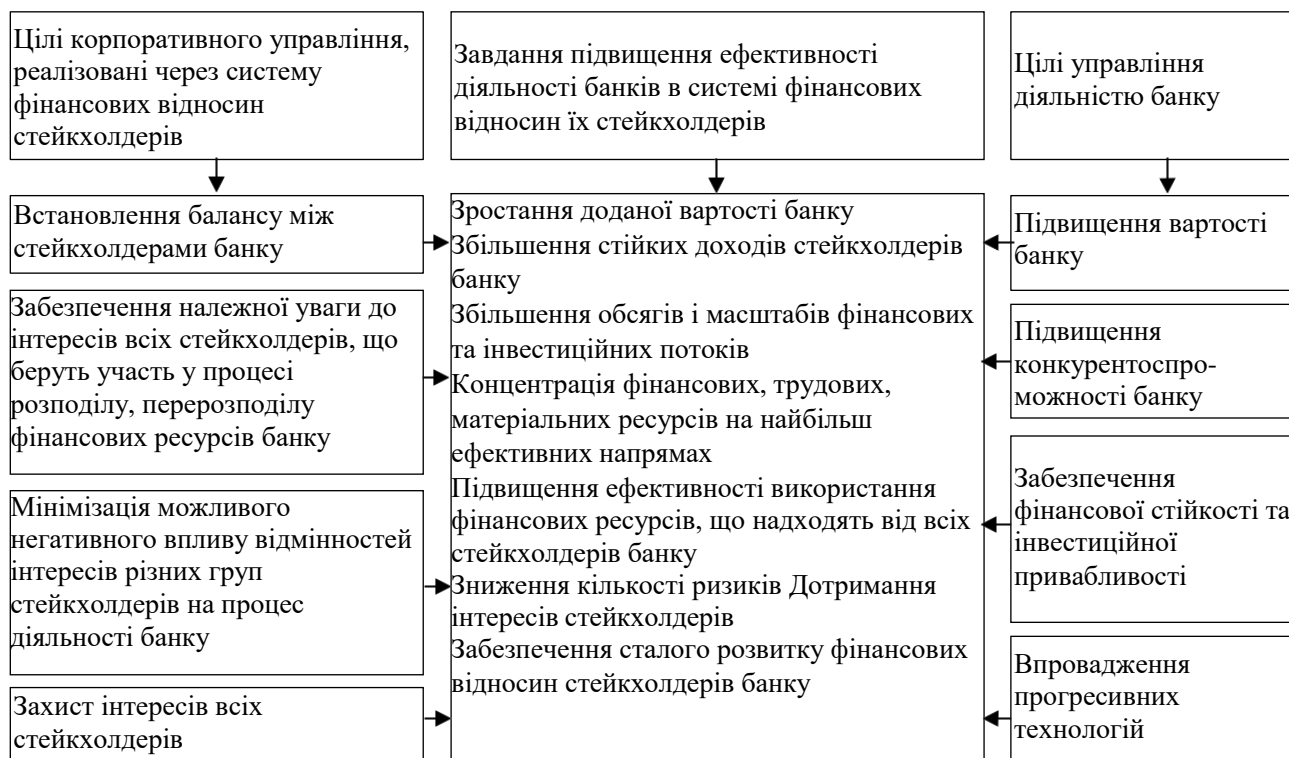 Цілі корпоративного управління,
реалізовані через систему
фінансових відносин
стейкхолдерів
Завдання підвищення ефективності
діяльності банків в системі фінансових
відносин їх стейкхолдерів
Цілі управління
діяльністю банку
Встановлення балансу між
стейкхолдерами банку
Забезпечення належної уваги до
інтересів всіх стейкхолдерів, що
беруть участь у процесі
розподілу, перерозподілу
фінансових ресурсів банку
Мінімізація можливого
негативного впливу відмінностей
інтересів різних груп
стейкхолдерів на процес
діяльності банку
Захист інтересів всіх
стейкхолдерів
Зростання доданої вартості банку
Збільшення стійких доходів стейкхолдерів
банку
Збільшення обсягів і масштабів фінансових
та інвестиційних потоків
Концентрація фінансових, трудових,
матеріальних ресурсів на найбільш
ефективних напрямах
Підвищення ефективності використання
фінансових ресурсів, що надходять від всіх
стейкхолдерів банку
Зниження кількості ризиків Дотримання
інтересів стейкхолдерів
Забезпечення сталого розвитку фінансових
відносин стейкхолдерів банку
Підвищення вартості
банку
Підвищення
конкурентоспро-
можності банку
Забезпечення
фінансової стійкості та
інвестиційної
привабливості
Впровадження
прогресивних
технологій